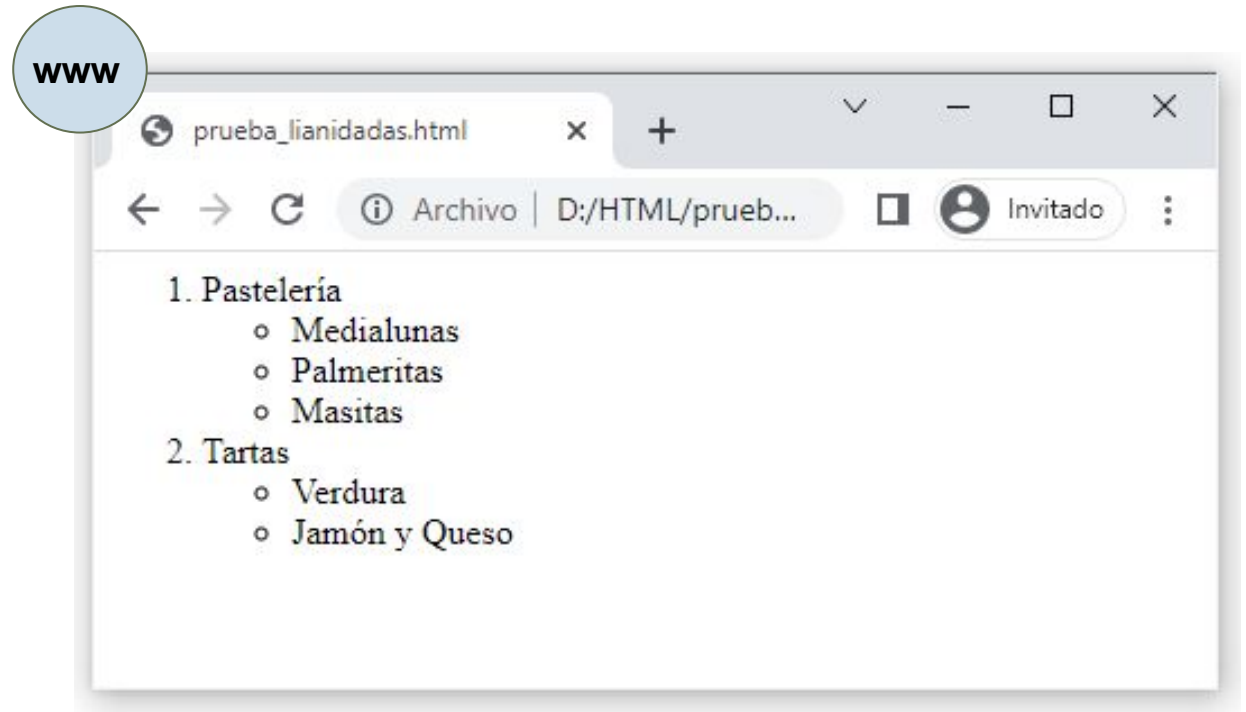 www
prueba_lianidadas.html
Archivo | D:/HTML/prueb...
Invitado
1. Pastelería
Medialunas
Palmeritas
Masitas
2. Tartas
Verdura
Jamón y Queso